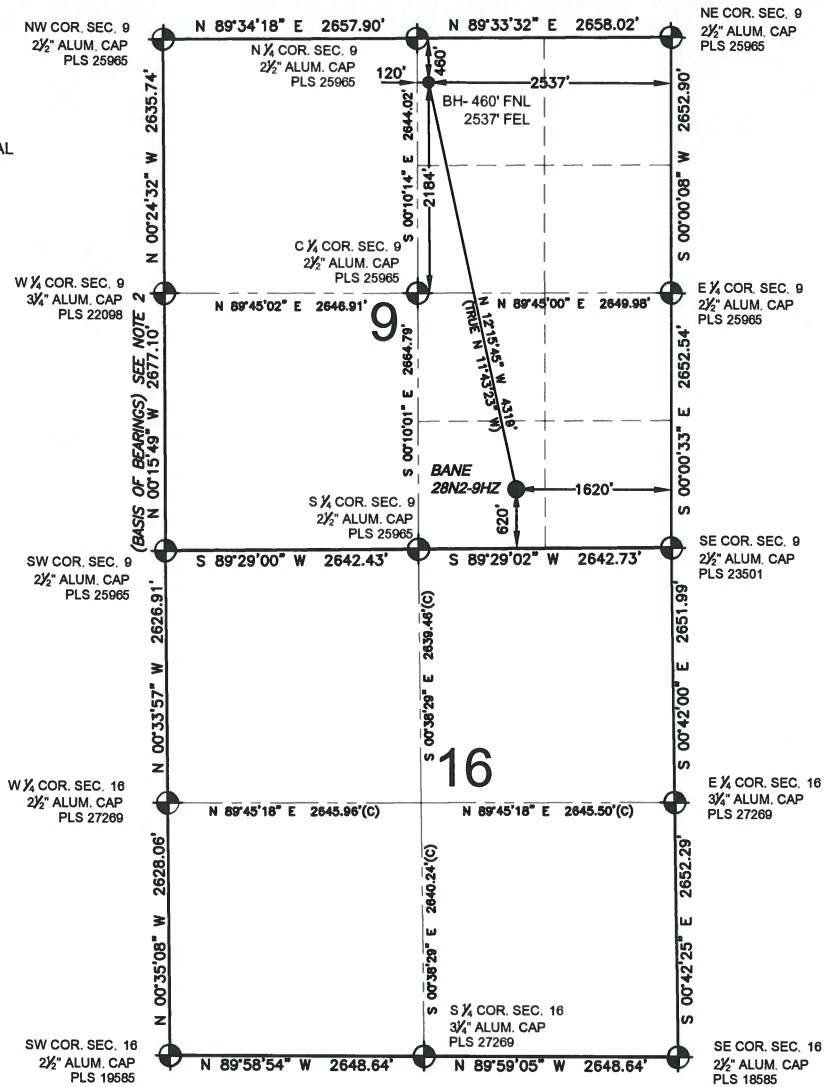 N 89°34'18" E 2657.90'
N 89°33'32" E 2658.02'
NW COR. SEC. 9
2½" ALUM. CAP
PLS 25965
N ¼ COR. SEC. 9
2½" ALUM. CAP
PLS 25965
NE COR. SEC. 9
2½" ALUM. CAP
PLS 25965
460'
120'
2537'
BH- 460' FNL
2537' FEL
N 00°24'32" W 2635.74'
S 00°10'14" E 2644.02'
2184'
S 00°00'08" W 2652.90'
AL
C ¼ COR. SEC. 9
2½" ALUM. CAP
PLS 25965
W ¼ COR. SEC. 9
3¼" ALUM. CAP
PLS 22098
N 89°45'02" E 2646.91'
N 89°45'00" E 2649.98'
E ¼ COR. SEC. 9
2½" ALUM. CAP
PLS 25965
9
(BASIS OF BEARINGS) SEE NOTE 2
N 00°15'49" W 2677.10'
S 00°10'01" E 2664.79'
N 12°15'45" W 4319'
(TRUE N 11°43'23" W)
S 00°00'33" E 2652.54'
BANE
28N2-9HZ
1620'
620'
S ¼ COR. SEC. 9
2½" ALUM. CAP
PLS 25965
SW COR. SEC. 9
2½" ALUM. CAP
PLS 25965
S 89°29'00" W 2642.43'
S 89°29'02" W 2642.73'
SE COR. SEC. 9
2½" ALUM. CAP
PLS 23501
N 00°33'57" W 2626.91'
S 00°38'29" E 2639.46'(C)
S 00°42'00" E 2651.99'
16
W ¼ COR. SEC. 16
2½" ALUM. CAP
PLS 27269
N 89°45'18" E 2645.96'(C)
N 89°45'18" E 2645.50'(C)
E ¼ COR. SEC. 16
3¼" ALUM. CAP
PLS 27269
N 00°35'08" W 2628.06'
S 00°38'29" E 2640.24'(C)
S 00°42'25" E 2652.29'
S ¼ COR. SEC. 16
3¼" ALUM. CAP
PLS 27269
SW COR. SEC. 16
2½" ALUM. CAP
PLS 19585
N 89°58'54" W 2648.64'
N 89°59'05" W 2648.64'
SE COR. SEC. 16
2½" ALUM. CAP
PLS 18585